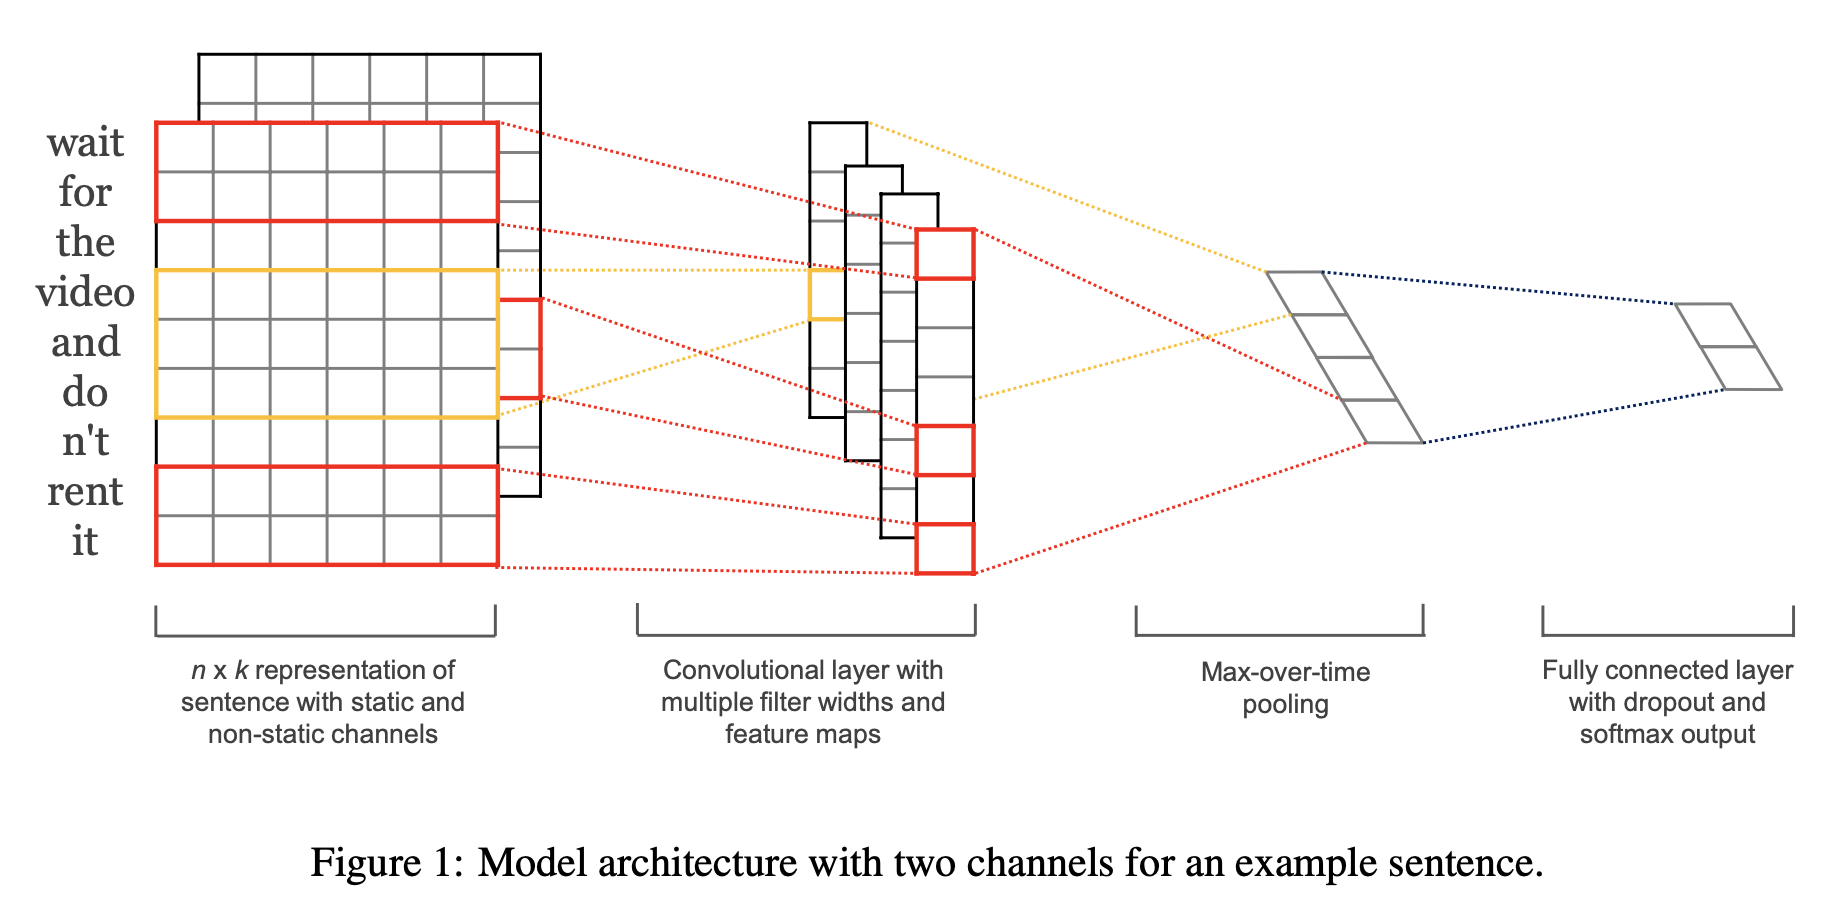 wait
for
the
video
and
do
n't
rent
it
n x k representation of
sentence with static and
non-static channels
Convolutional layer with
multiple filter widths and
feature maps
Max-over-time
pooling
Fully connected layer
with dropout and
softmax output
Figure 1: Model architecture with two channels for an example sentence.